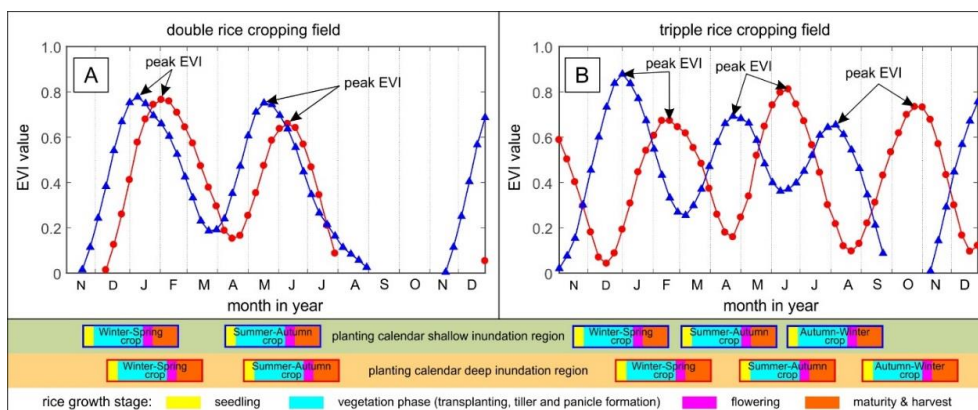 double rice cropping field
tripple rice cropping field
1.0
0.8
0.6
0.4
0.2
0
EVI value
A
peak EVI
peak EVI
N D J F M A M J J A S O N D
month in year
1.0
0.8
0.6
0.4
0.2
0
EVI value
B
peak EVI
peak EVI
peak EVI
N D J F M A M J J A S O N D
month in year
Winter-Spring
crop
Summer-Autumn
crop
planting calendar shallow inundation region
Winter-Spring
crop
Summer-Autumn
crop
Autumn-Winter
crop
Winter-Spring
crop
Summer-Autumn
crop
planting calendar deep inundation region
Winter-Spring
crop
Summer-Autumn
crop
Autumn-Winter
crop
rice growth stage: seedling vegetation phase (transplanting, tiller and panicle formation) flowering maturity & harvest